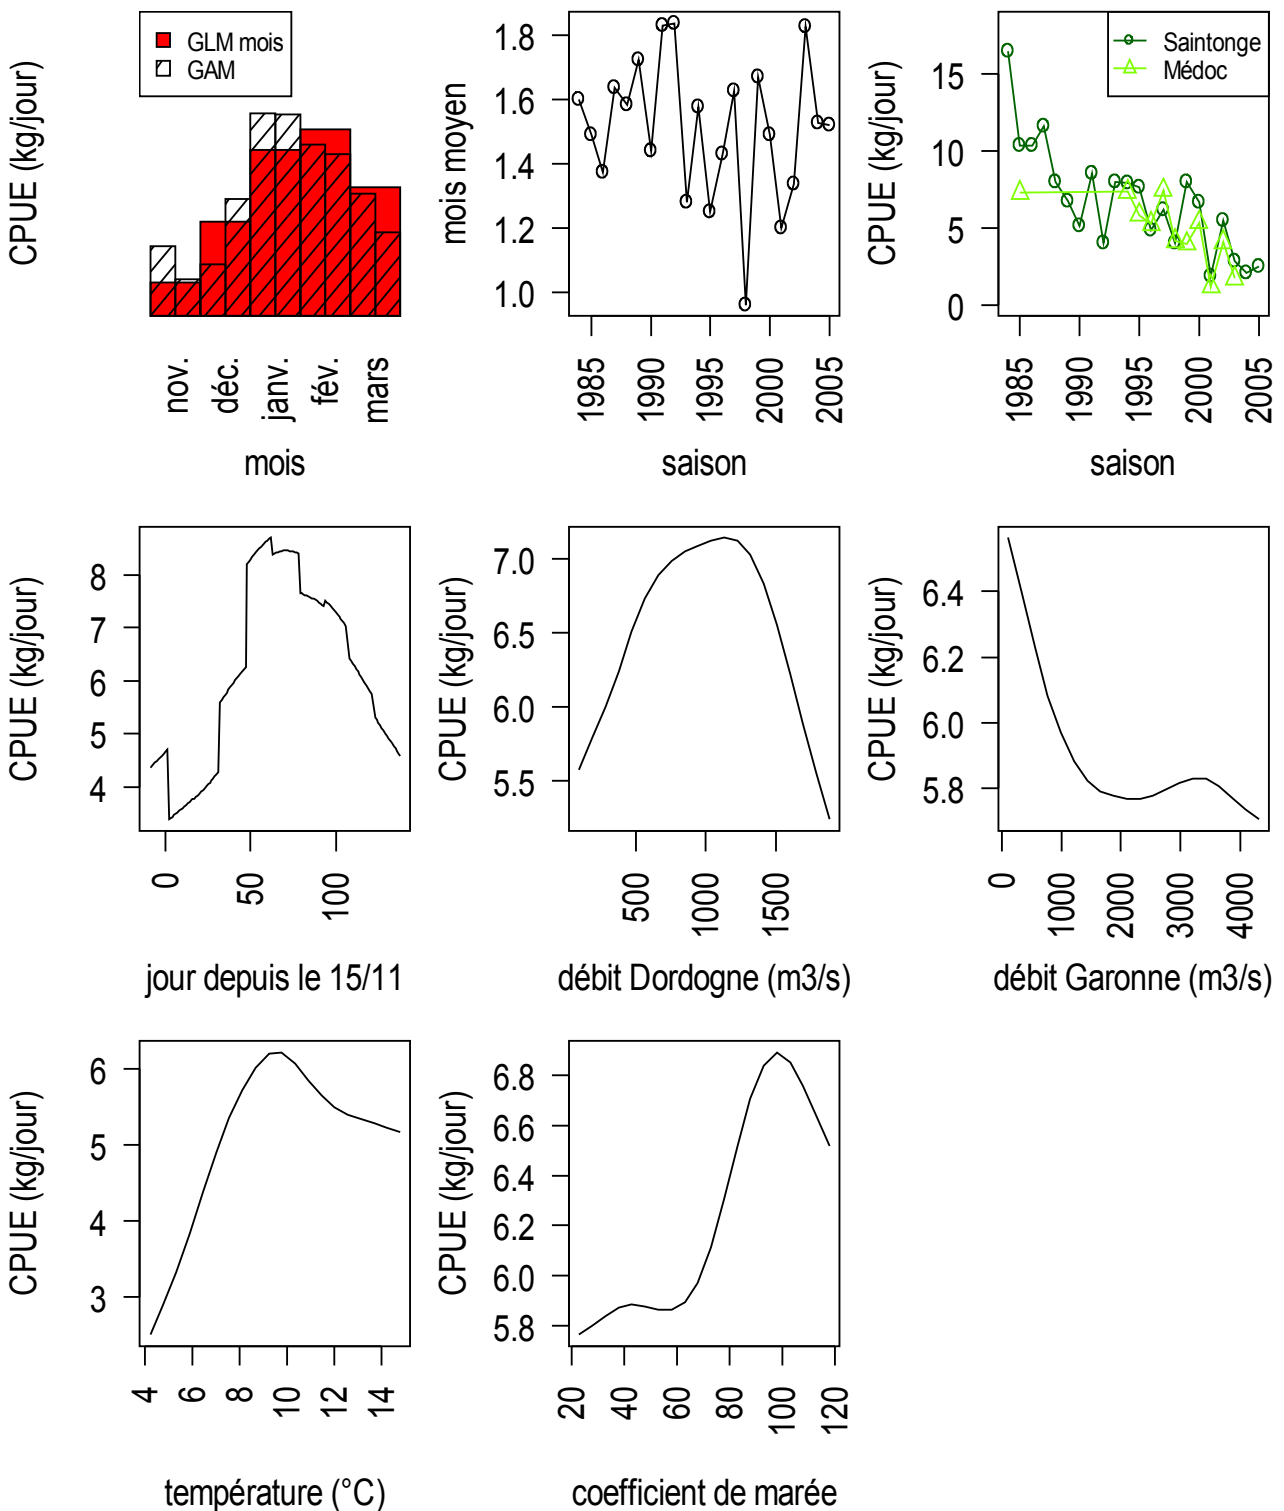 CPUE (kg/jour)
GLM mois
GAM
nov.
déc.
janv.
fév.
mars
mois
mois moyen
1.8
1.6
1.4
1.2
1.0
1985
1990
1995
2000
2005
saison
CPUE (kg/jour)
Saintonge
Médoc
15
10
5
0
1985
1990
1995
2000
2005
saison
CPUE (kg/jour)
8
7
6
5
4
0
50
100
jour depuis le 15/11
CPUE (kg/jour)
7.0
6.5
6.0
5.5
500
1000
1500
débit Dordogne (m3/s)
CPUE (kg/jour)
6.4
6.2
6.0
5.8
0
1000
2000
3000
4000
débit Garonne (m3/s)
CPUE (kg/jour)
6
5
4
3
4
6
8
10
12
14
température (°C)
CPUE (kg/jour)
6.8
6.6
6.4
6.2
6.0
5.8
20
40
60
80
100
120
coefficient de marée